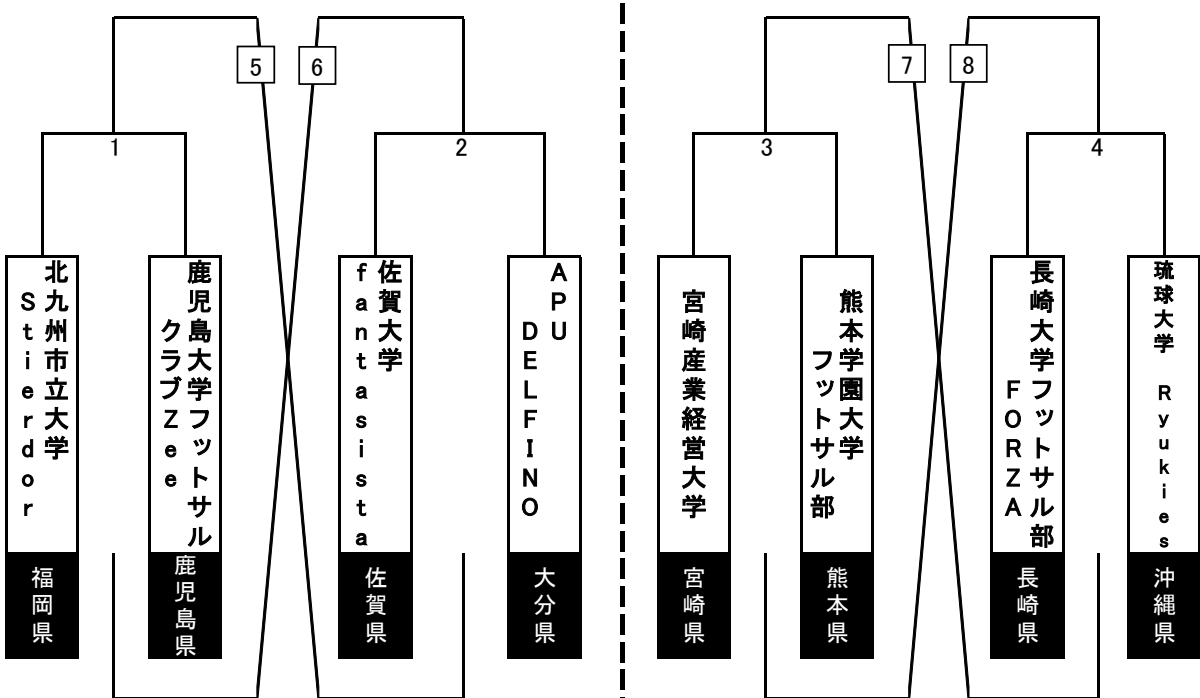 5
6
7
8
1
2
3
4
北九州市立大学
Stierdor
鹿児島大学フットサル
クラブZee
佐賀大学
fantasista
APU
DELFINO
宮崎産業経営大学
熊本学園大学
フットサル部
長崎大学フットサル部
FORZA
琉球大学 Ryukies
福岡県
鹿児島県
佐賀県
大分県
宮崎県
熊本県
長崎県
沖縄県